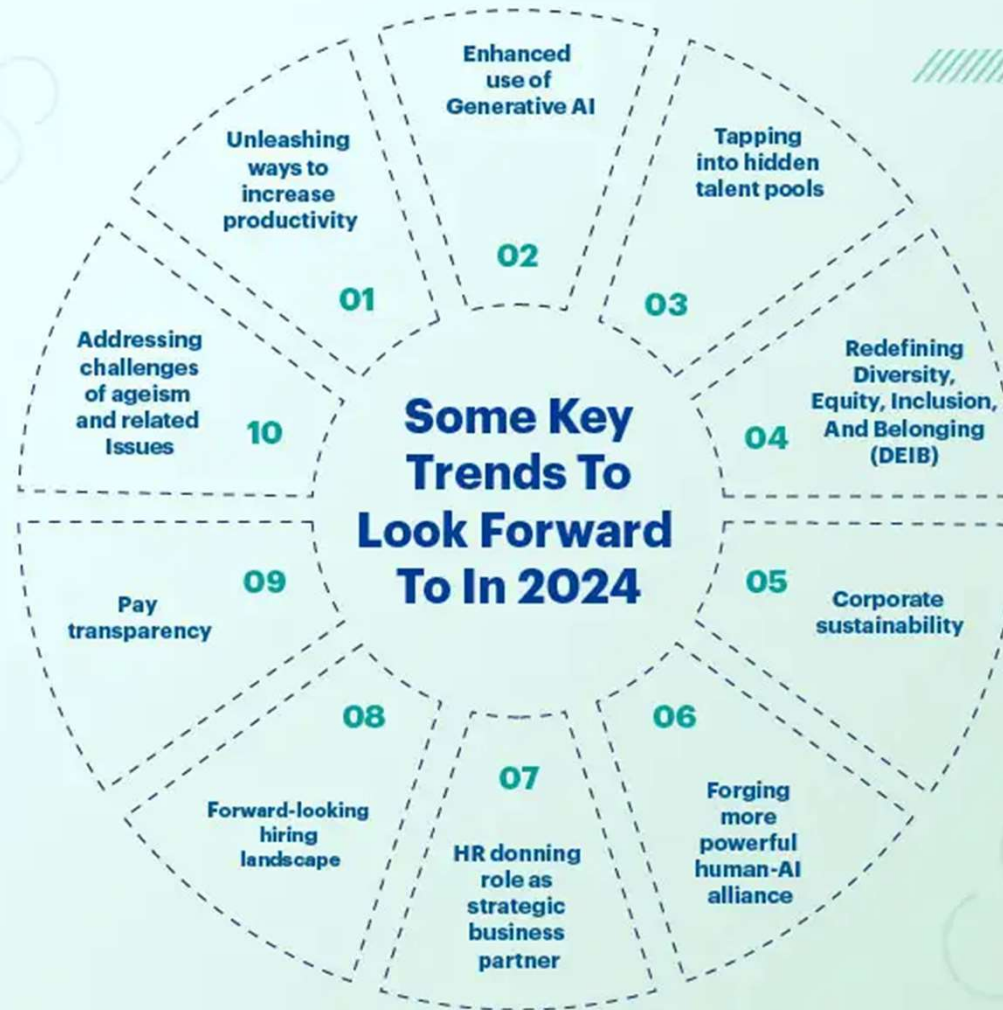 Some Key
Trends To
Look Forward
To In 2024
Unleashing
ways to
increase
productivity
01
Enhanced
use of
Generative AI
02
Tapping
into hidden
talent pools
03
Redefining
Diversity,
Equity, Inclusion,
And Belonging
(DEIB)
04
05
Corporate
sustainability
06
Forging
more
powerful
human-AI
alliance
07
HR donning
role as
strategic
business
partner
08
Forward-looking
hiring
landscape
09
Pay
transparency
Addressing
challenges
of ageism
and related
Issues
10